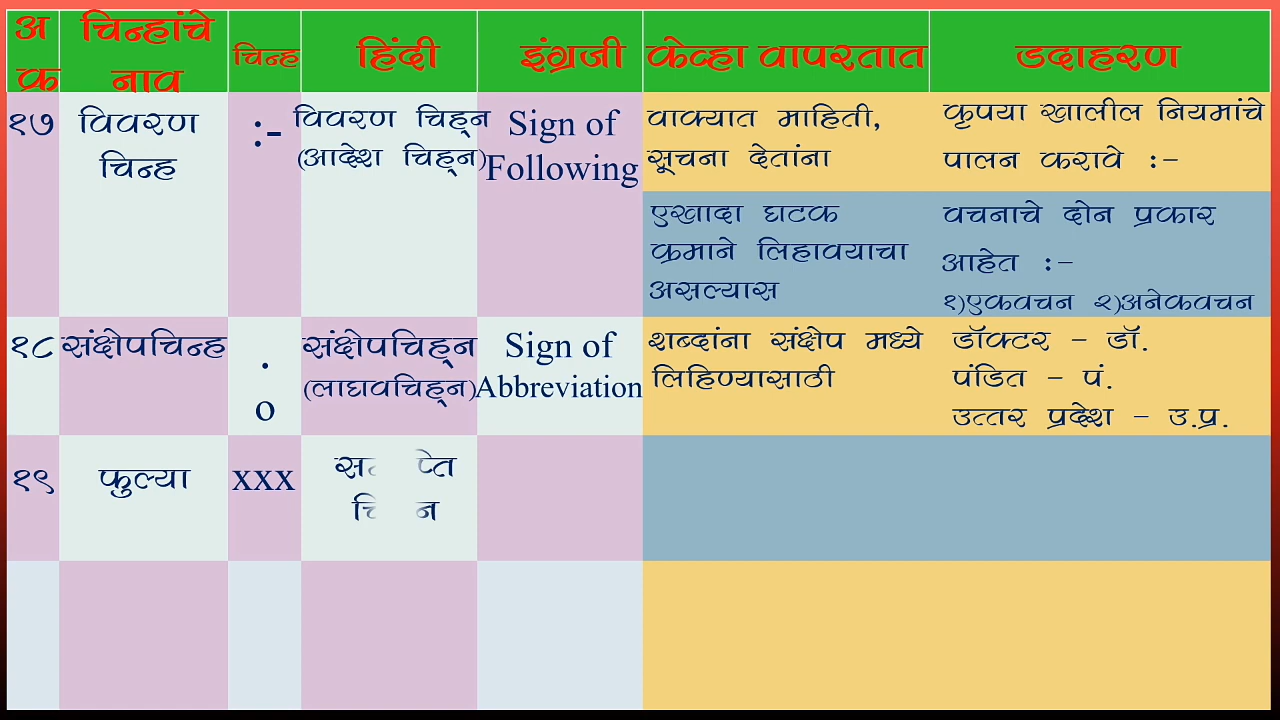 अ
क्र
चिन्हांचे
नाव
चिन्ह
हिंदी
इंग्रजी
केव्हा वापरतात
उदाहरण
१७
विवरण
चिन्ह
:-
विवरण चिह्न
(आदेश चिह्न)
Sign of
Following
वाक्यात माहिती,
सूचना देतांना
कृपया खालील नियमांचे
पालन करावे :-
एखादा घटक
क्रमाने लिहावयाचा
असल्यास
वचनाचे दोन प्रकार
आहेत :-
१)एकवचन २)अनेकवचन
१८
संक्षेपचिन्ह
.
o
संक्षेपचिह्न
(लाघवचिह्न)
Sign of
Abbreviation
शब्दांना संक्षेप मध्ये
लिहिण्यासाठी
डॉक्टर - डॉ.
पंडित - पं.
उत्तर प्रदेश - उ.प्र.
१९
फुल्या
xxx